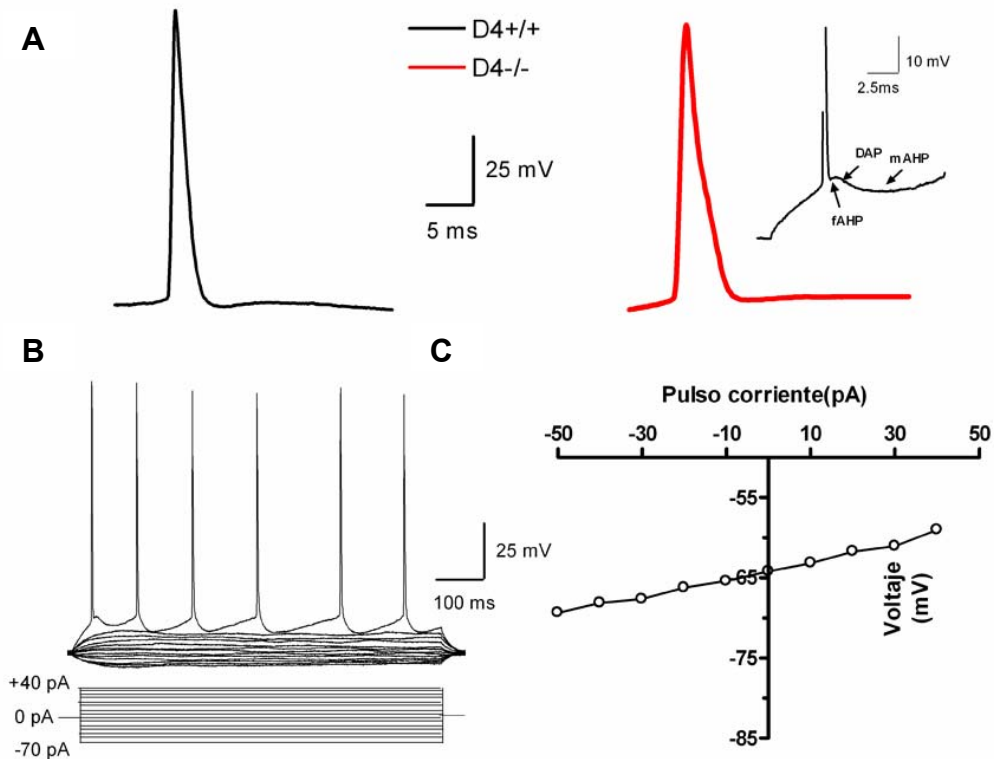 A
D4+/+
D4-/-
25 mV
5 ms
10 mV
2.5ms
DAP
mAHP
fAHP
B
25 mV
100 ms
+40 pA
0 pA
-70 pA
C
Pulso corriente(pA)
-50 -30 -10 10 30 50
-55
-65
-75
-85
Voltaje
(mV)